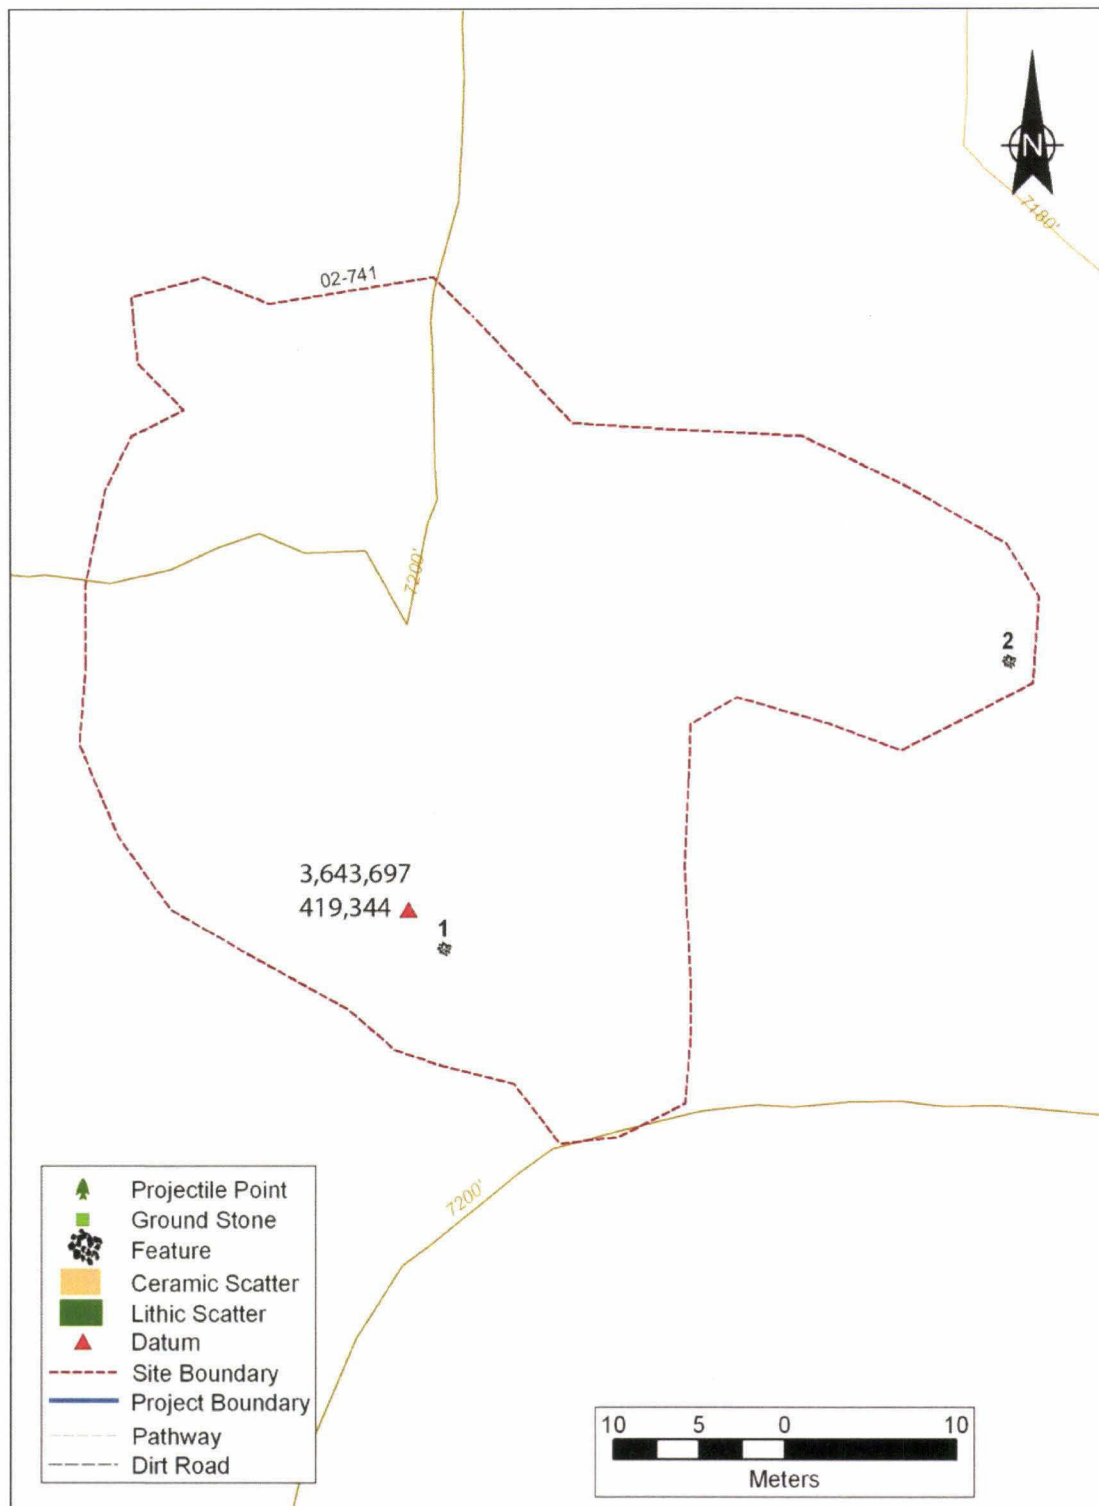 N
7180'
02-741
7200'
2
3,643,697
419,344
1
7200'
Projectile Point
Ground Stone
Feature
Ceramic Scatter
Lithic Scatter
Datum
Site Boundary
Project Boundary
Pathway
Dirt Road
10 5 0 10
Meters